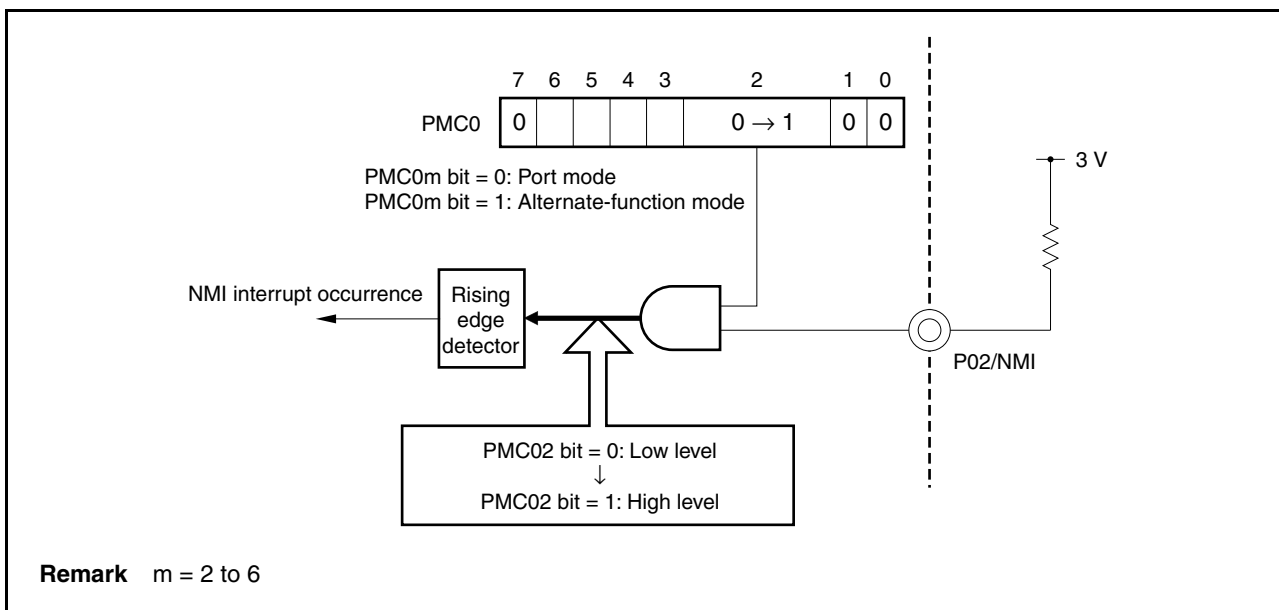 7 6 5 4 3 2 1 0
PMC0 0 0 → 1 0 0
3 V
PMC0m bit = 0: Port mode
PMC0m bit = 1: Alternate-function mode
NMI interrupt occurrence
Rising
edge
detector
P02/NMI
PMC02 bit = 0: Low level
↓
PMC02 bit = 1: High level
Remark m = 2 to 6